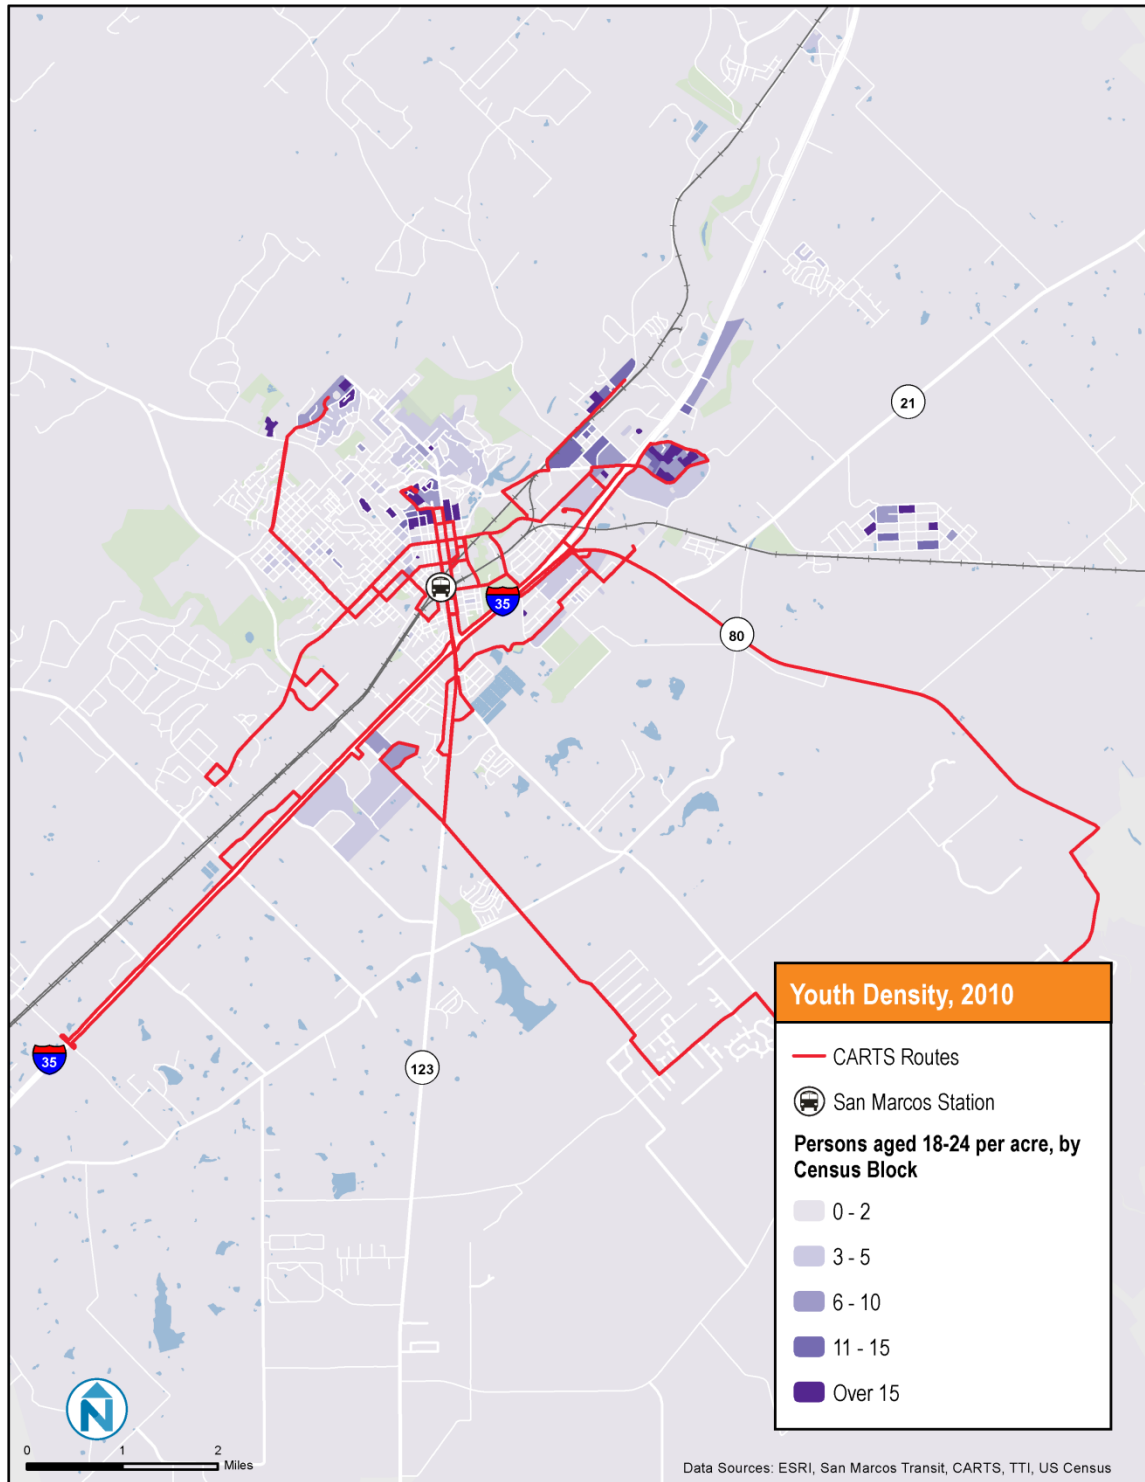 21
35
80
123
35
Youth Density, 2010
CARTS Routes
San Marcos Station
Persons aged 18-24 per acre, by
Census Block
0 - 2
3 - 5
6 - 10
11 - 15
Over 15
N
0 1 2
Miles
Data Sources: ESRI, San Marcos Transit, CARTS, TTI, US Census